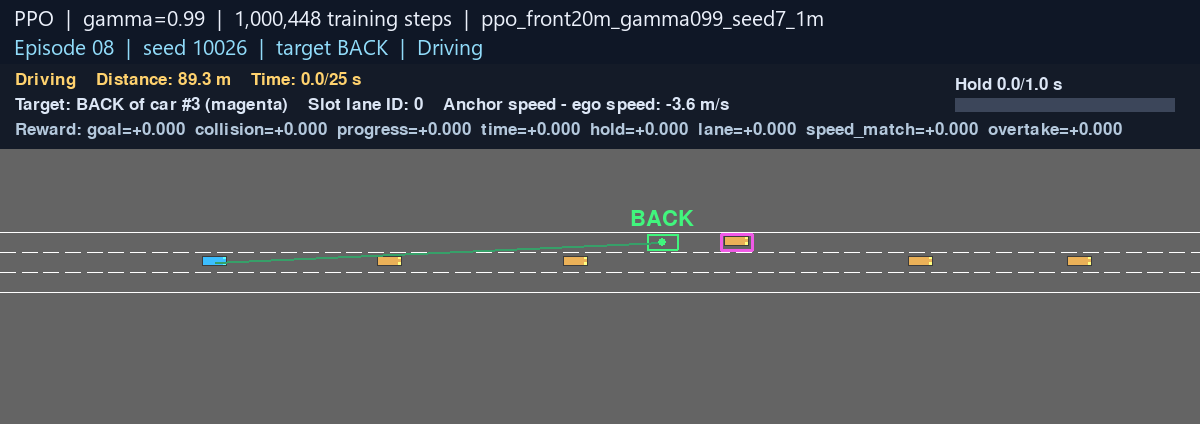 PPO | gamma=0.99 | 1,000,448 training steps | ppo_front20m_gamma099_seed7_1m
Episode 08 | seed 10026 | target BACK | Driving
Driving Distance: 89.3 m Time: 0.0/25 s
Hold 0.0/1.0 s
Target: BACK of car #3 (magenta) Slot lane ID: 0 Anchor speed - ego speed: -3.6 m/s
Reward: goal=+0.000 collision=+0.000 progress=+0.000 time=+0.000 hold=+0.000 lane=+0.000 speed_match=+0.000 overtake=+0.000
BACK